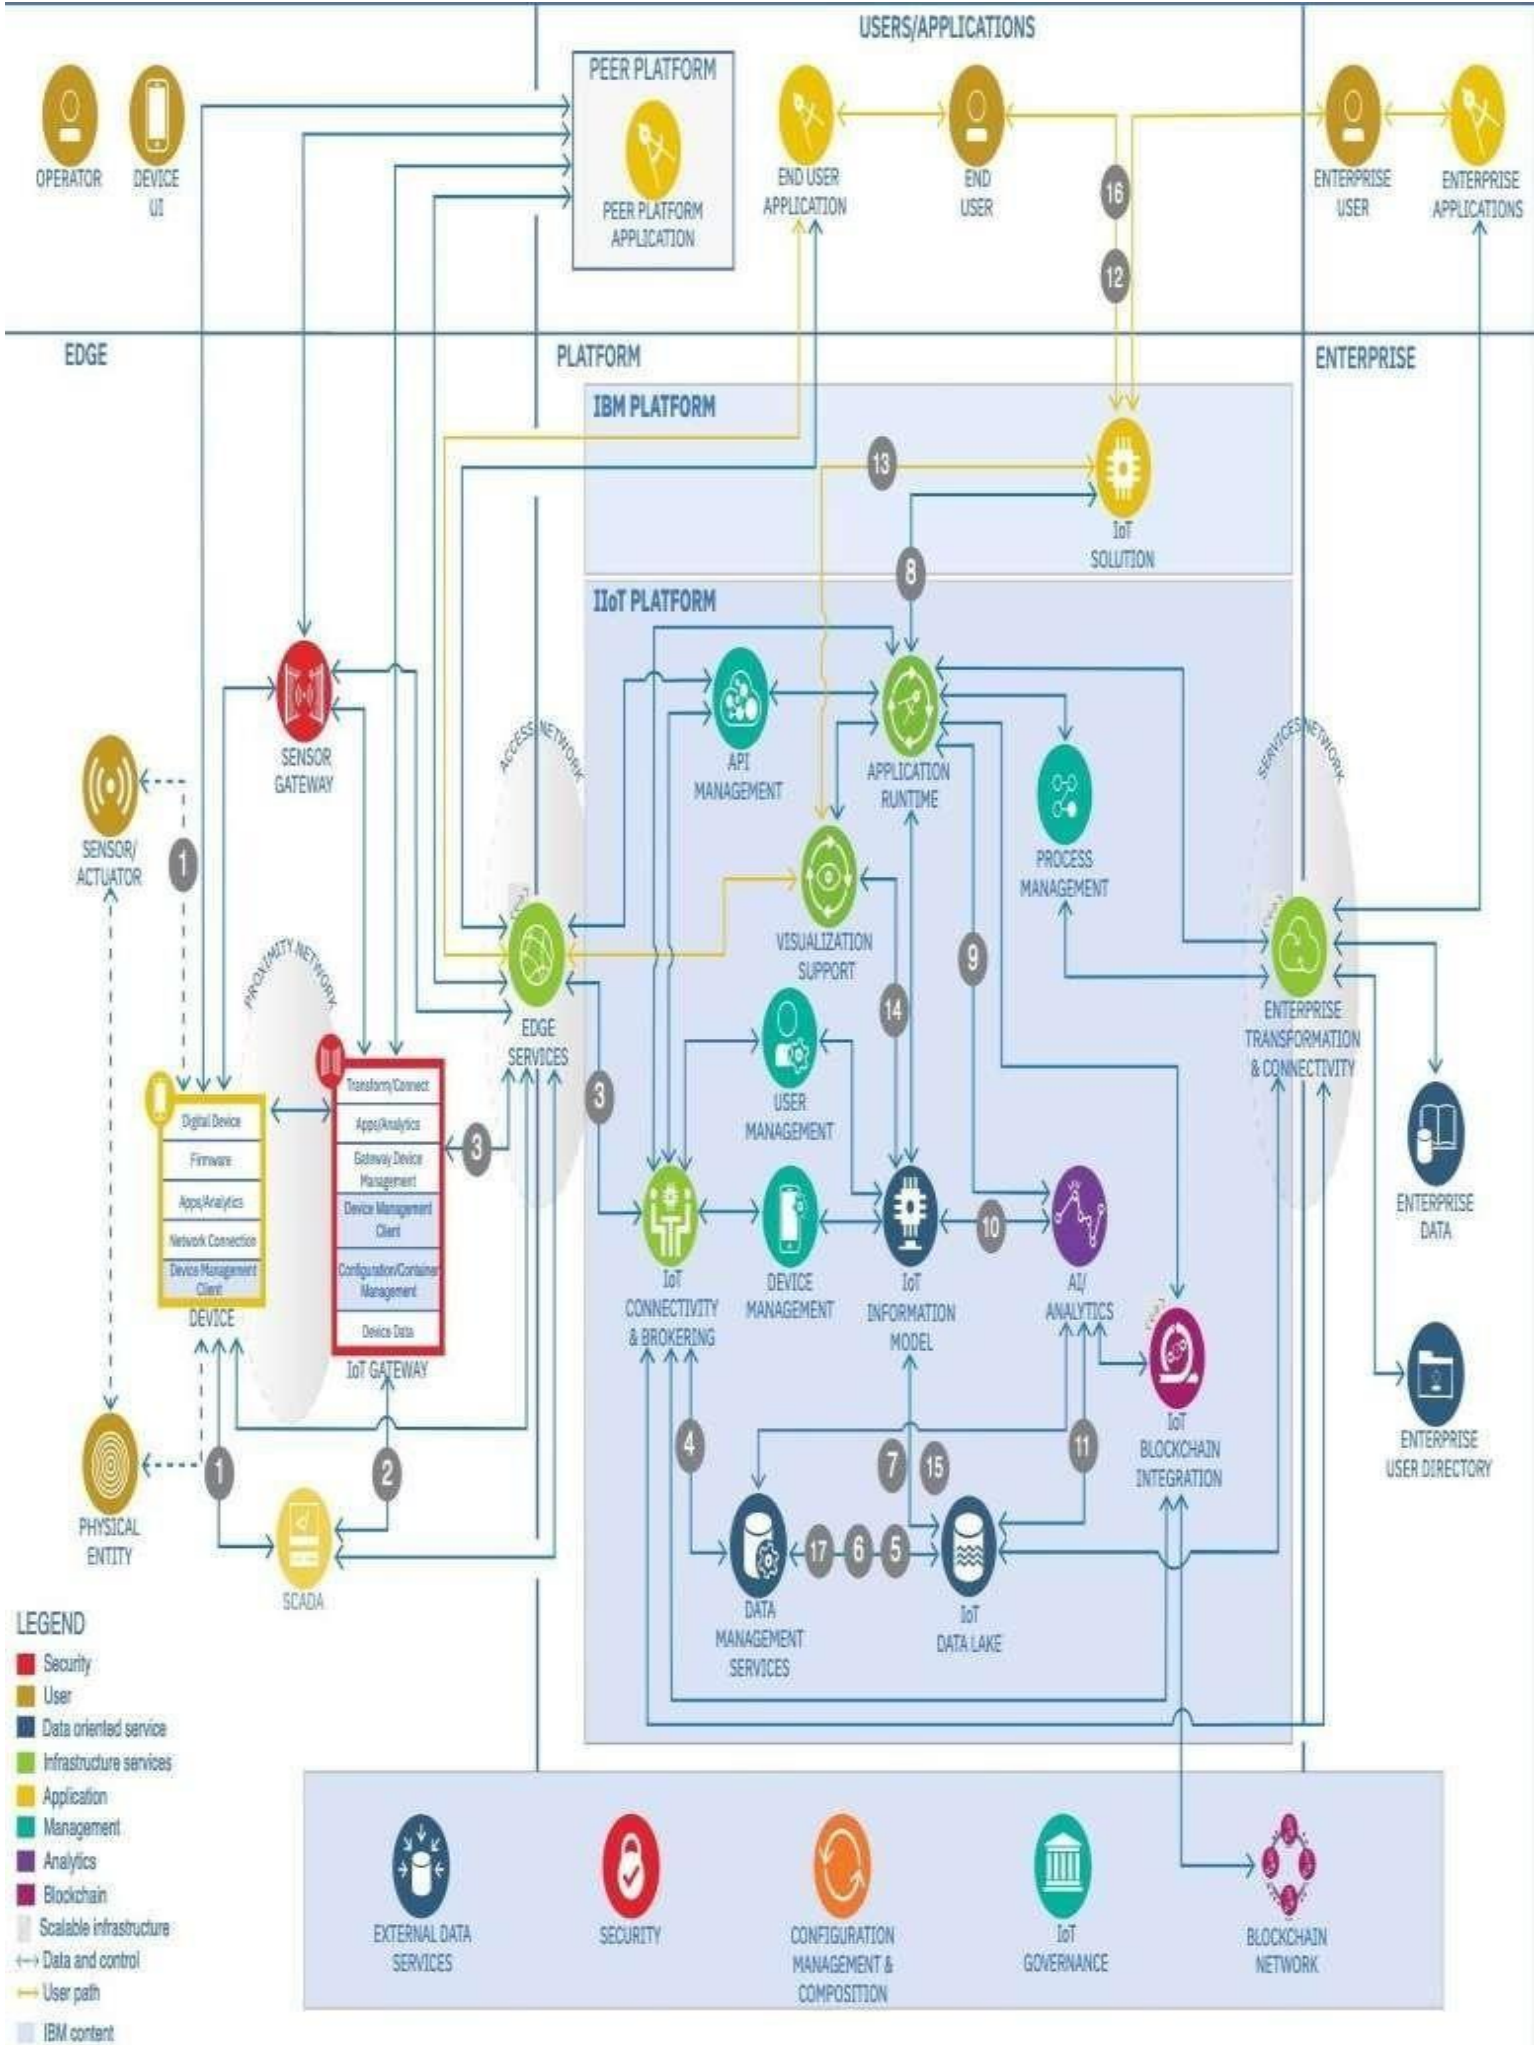 USERS/APPLICATIONS
OPERATOR
DEVICE
UI
PEER PLATFORM
PEER PLATFORM
APPLICATION
END USER
APPLICATION
END
USER
ENTERPRISE
USER
ENTERPRISE
APPLICATIONS
16
12
EDGE
PLATFORM
ENTERPRISE
IBM PLATFORM
13
IoT
SOLUTION
8
IIoT PLATFORM
SENSOR
GATEWAY
ACCESS NETWORK
API
MANAGEMENT
APPLICATION
RUNTIME
SERVICES NETWORK
SENSOR/
ACTUATOR
1
PROCESS
MANAGEMENT
VISUALIZATION
SUPPORT
9
PROXIMITY NETWORK
14
EDGE
SERVICES
ENTERPRISE
TRANSFORMATION
& CONNECTIVITY
USER
MANAGEMENT
3
3
Digital Device
Firmware
Apps/Analytics
Network Connection
Device Management
Client
DEVICE
Transform/Connect
Apps/Analytics
Gateway Device
Management
Device Management
Client
Configuration/Container
Management
Device Data
IoT GATEWAY
IoT
CONNECTIVITY
& BROKERING
DEVICE
MANAGEMENT
IoT
INFORMATION
MODEL
10
AI/
ANALYTICS
ENTERPRISE
DATA
IoT
BLOCKCHAIN
INTEGRATION
ENTERPRISE
USER DIRECTORY
1
2
4
7
15
11
PHYSICAL
ENTITY
SCADA
17
6
5
DATA
MANAGEMENT
SERVICES
IoT
DATA LAKE
LEGEND
Security
User
Data oriented service
Infrastructure services
Application
Management
Analytics
Blockchain
Scalable infrastructure
Data and control
User path
IBM content
EXTERNAL DATA
SERVICES
SECURITY
CONFIGURATION
MANAGEMENT &
COMPOSITION
IoT
GOVERNANCE
BLOCKCHAIN
NETWORK